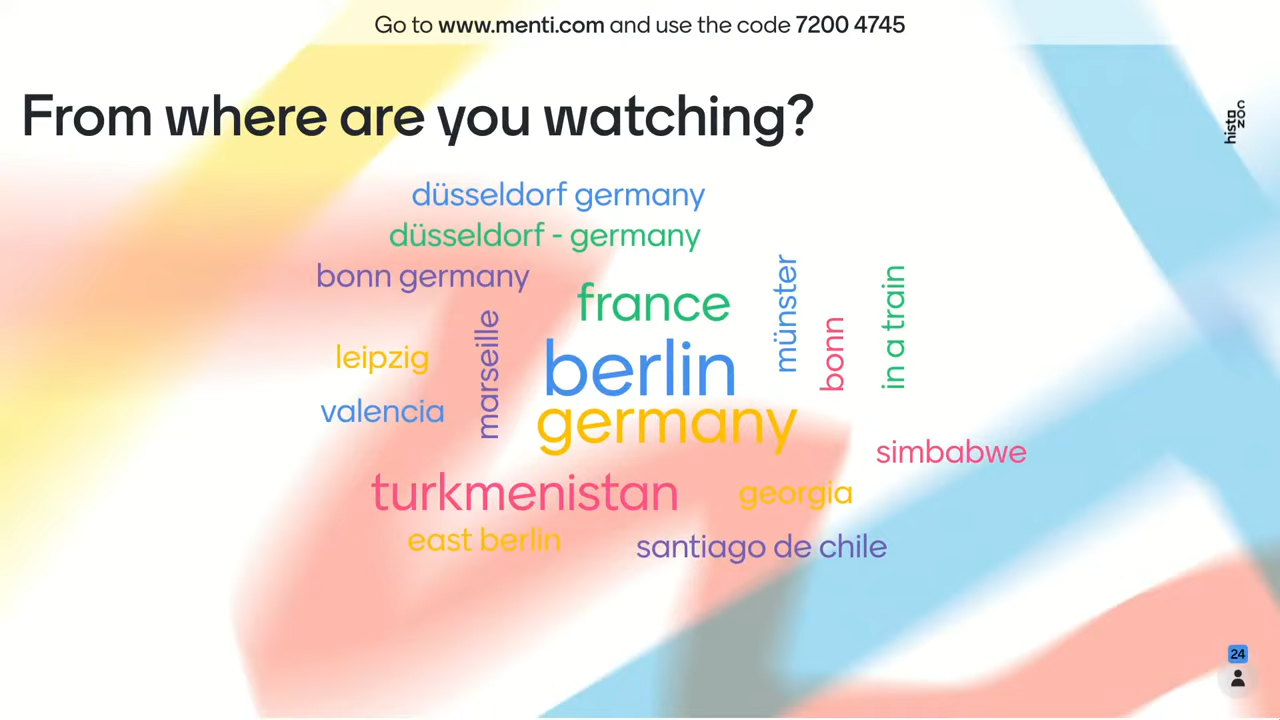 Go to www.menti.com and use the code 7200 4745
From where are you watching?
histo
zoc
düsseldorf germany
düsseldorf - germany
bonn germany
france
münster
in a train
marseille
bonn
leipzig
berlin
valencia
germany
simbabwe
turkmenistan
georgia
east berlin
santiago de chile
24